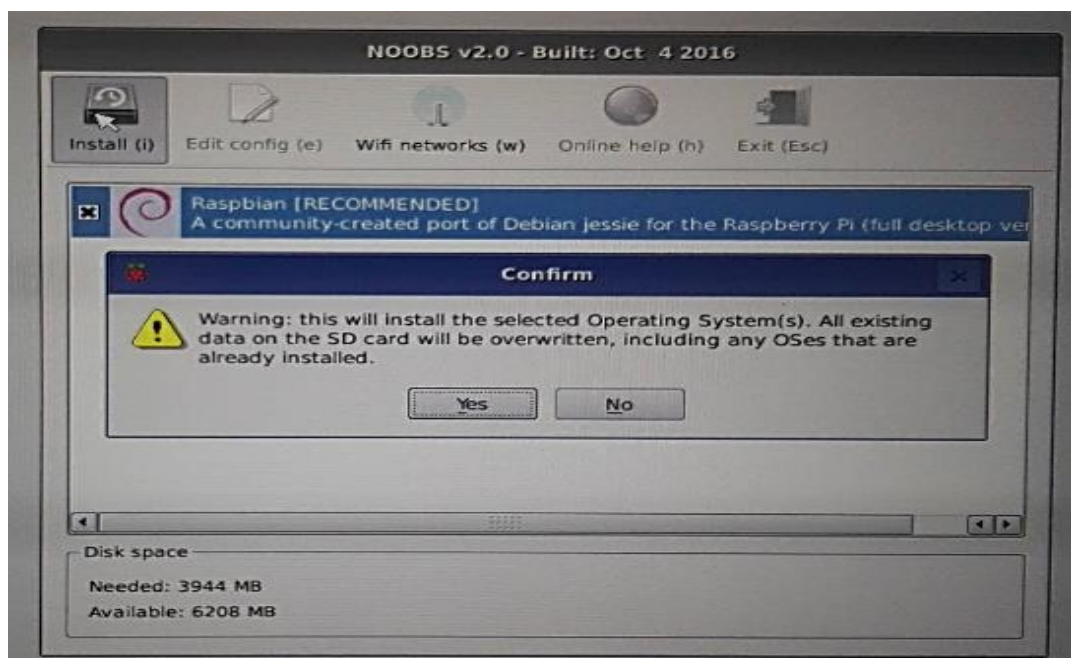 NOOBS v2.0 - Built: Oct 4 2016
Install (i) Edit config (e) Wifi networks (w) Online help (h) Exit (Esc)
Raspbian [RECOMMENDED]
A community-created port of Debian jessie for the Raspberry Pi (full desktop ver
Confirm
Warning: this will install the selected Operating System(s). All existing
data on the SD card will be overwritten, including any OSes that are
already installed.
Yes No
Disk space
Needed: 3944 MB
Available: 6208 MB